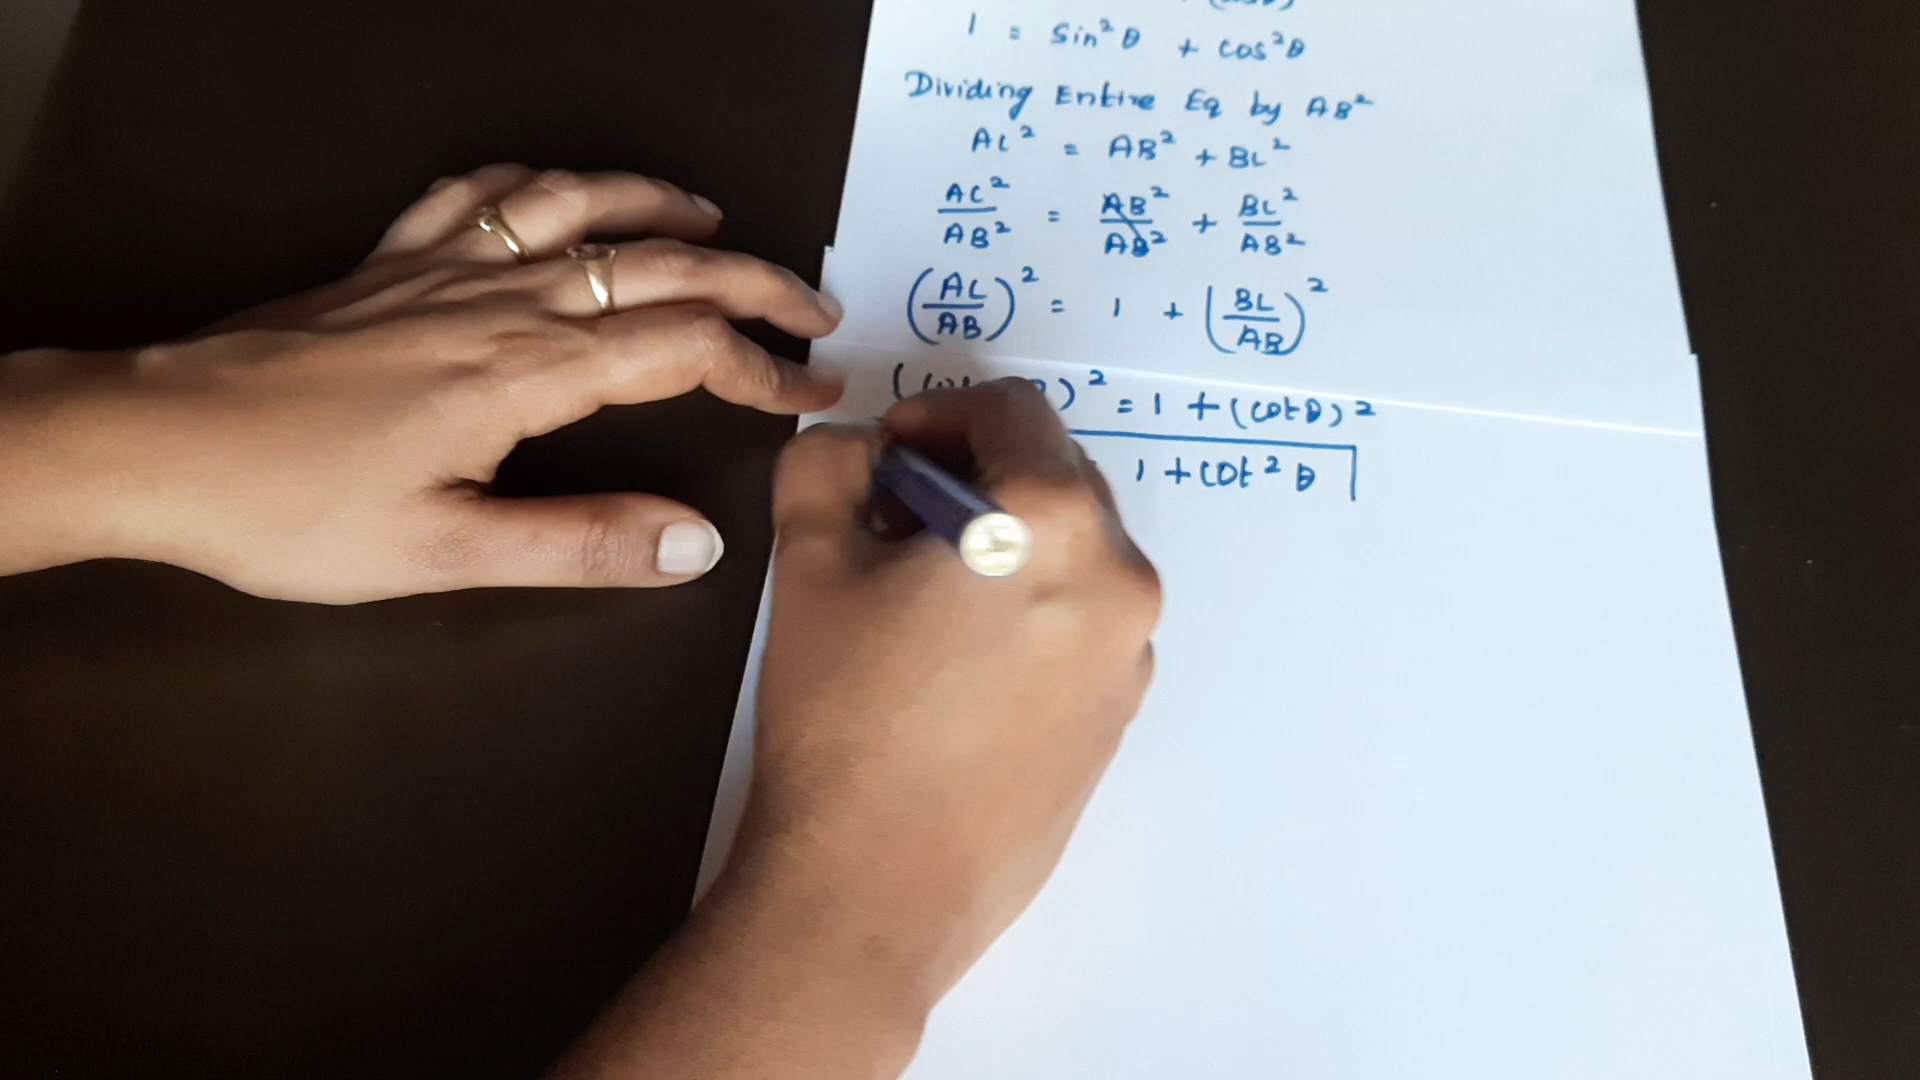 1 = Sin²θ + cos²θ
Dividing Entire Eq by AB²
AC² = AB² + BC²
AC²/AB² = AB²/AB² + BC²/AB²
(AC/AB)² = 1 + (BC/AB)²
)² = 1 + (cotθ)²
1 + cot²θ